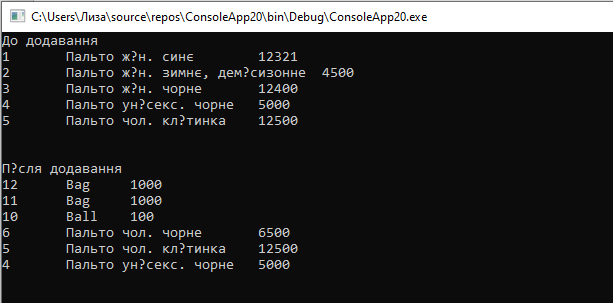 C:\Users\Лиза\source\repos\ConsoleApp20\bin\Debug\ConsoleApp20.exe
До додавання
1 Пальто ж?н. синє 12321
2 Пальто ж?н. зимнє, дем?сизонне 4500
3 Пальто ж?н. чорне 12400
4 Пальто ун?секс. чорне 5000
5 Пальто чол. кл?тинка 12500
П?сля додавання
12 Bag 1000
11 Bag 1000
10 Ball 100
6 Пальто чол. чорне 6500
5 Пальто чол. кл?тинка 12500
4 Пальто ун?секс. чорне 5000